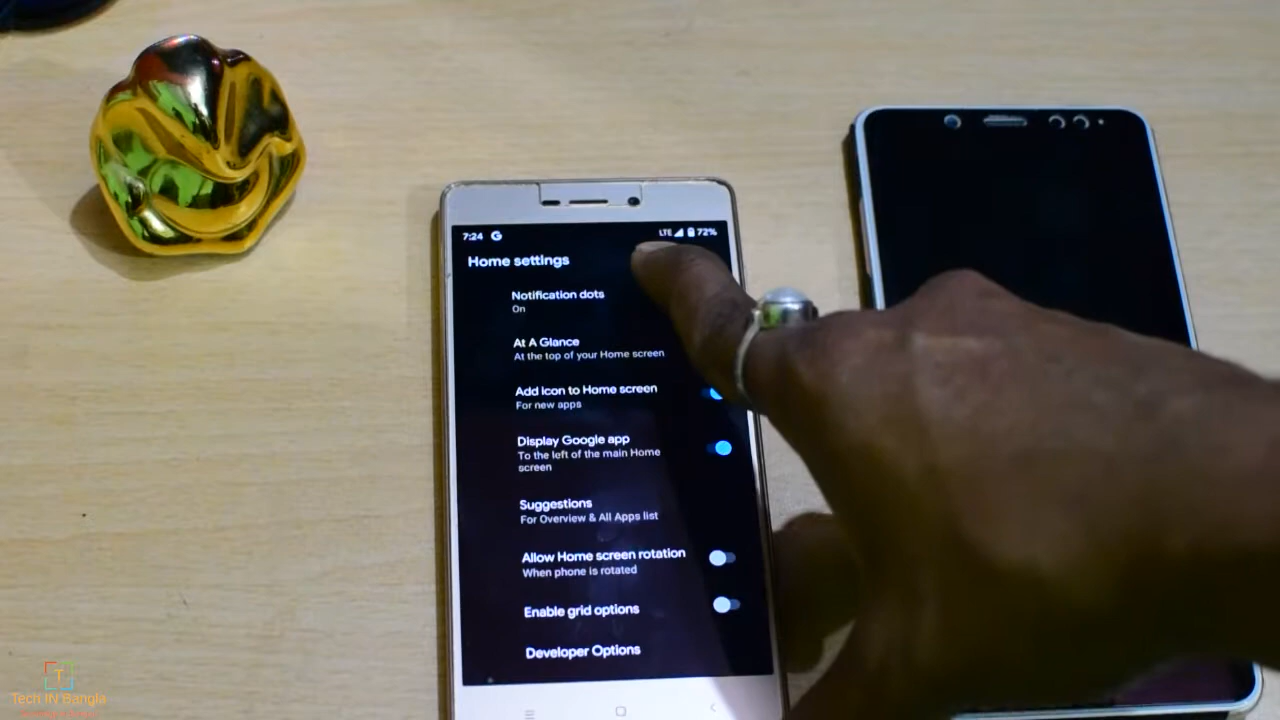 7:24 G LTE 72%
Home settings
Notification dots
On
At A Glance
At the top of your Home screen
Add icon to Home screen
For new apps
Display Google app
To the left of the main Home
screen
Suggestions
For Overview & All Apps list
Allow Home screen rotation
When phone is rotated
Enable grid options
Developer Options
T
Tech IN Bangla